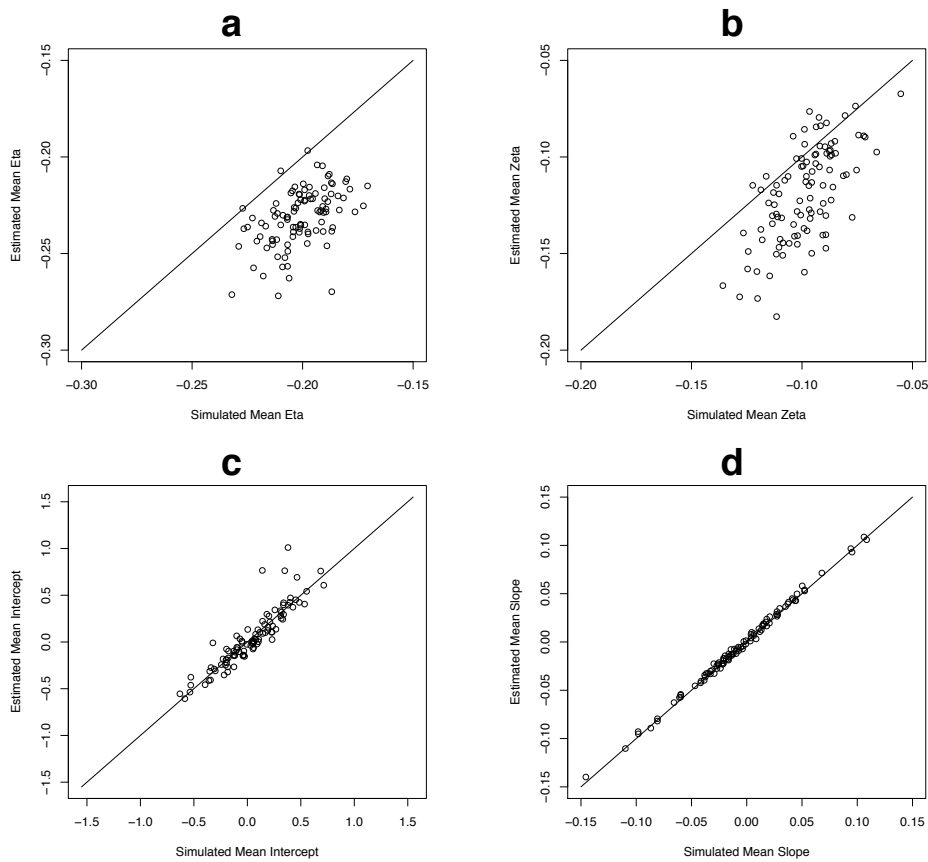 a
Estimated Mean Eta
−0.15
−0.20
−0.25
−0.30
−0.30 −0.25 −0.20 −0.15
Simulated Mean Eta
b
Estimated Mean Zeta
−0.05
−0.10
−0.15
−0.20
−0.20 −0.15 −0.10 −0.05
Simulated Mean Zeta
c
Estimated Mean Intercept
1.5
1.0
0.5
0.0
−0.5
−1.0
−1.5
−1.5 −1.0 −0.5 0.0 0.5 1.0 1.5
Simulated Mean Intercept
d
Estimated Mean Slope
0.15
0.10
0.05
0.00
−0.05
−0.10
−0.15
−0.15 −0.10 −0.05 0.00 0.05 0.10 0.15
Simulated Mean Slope